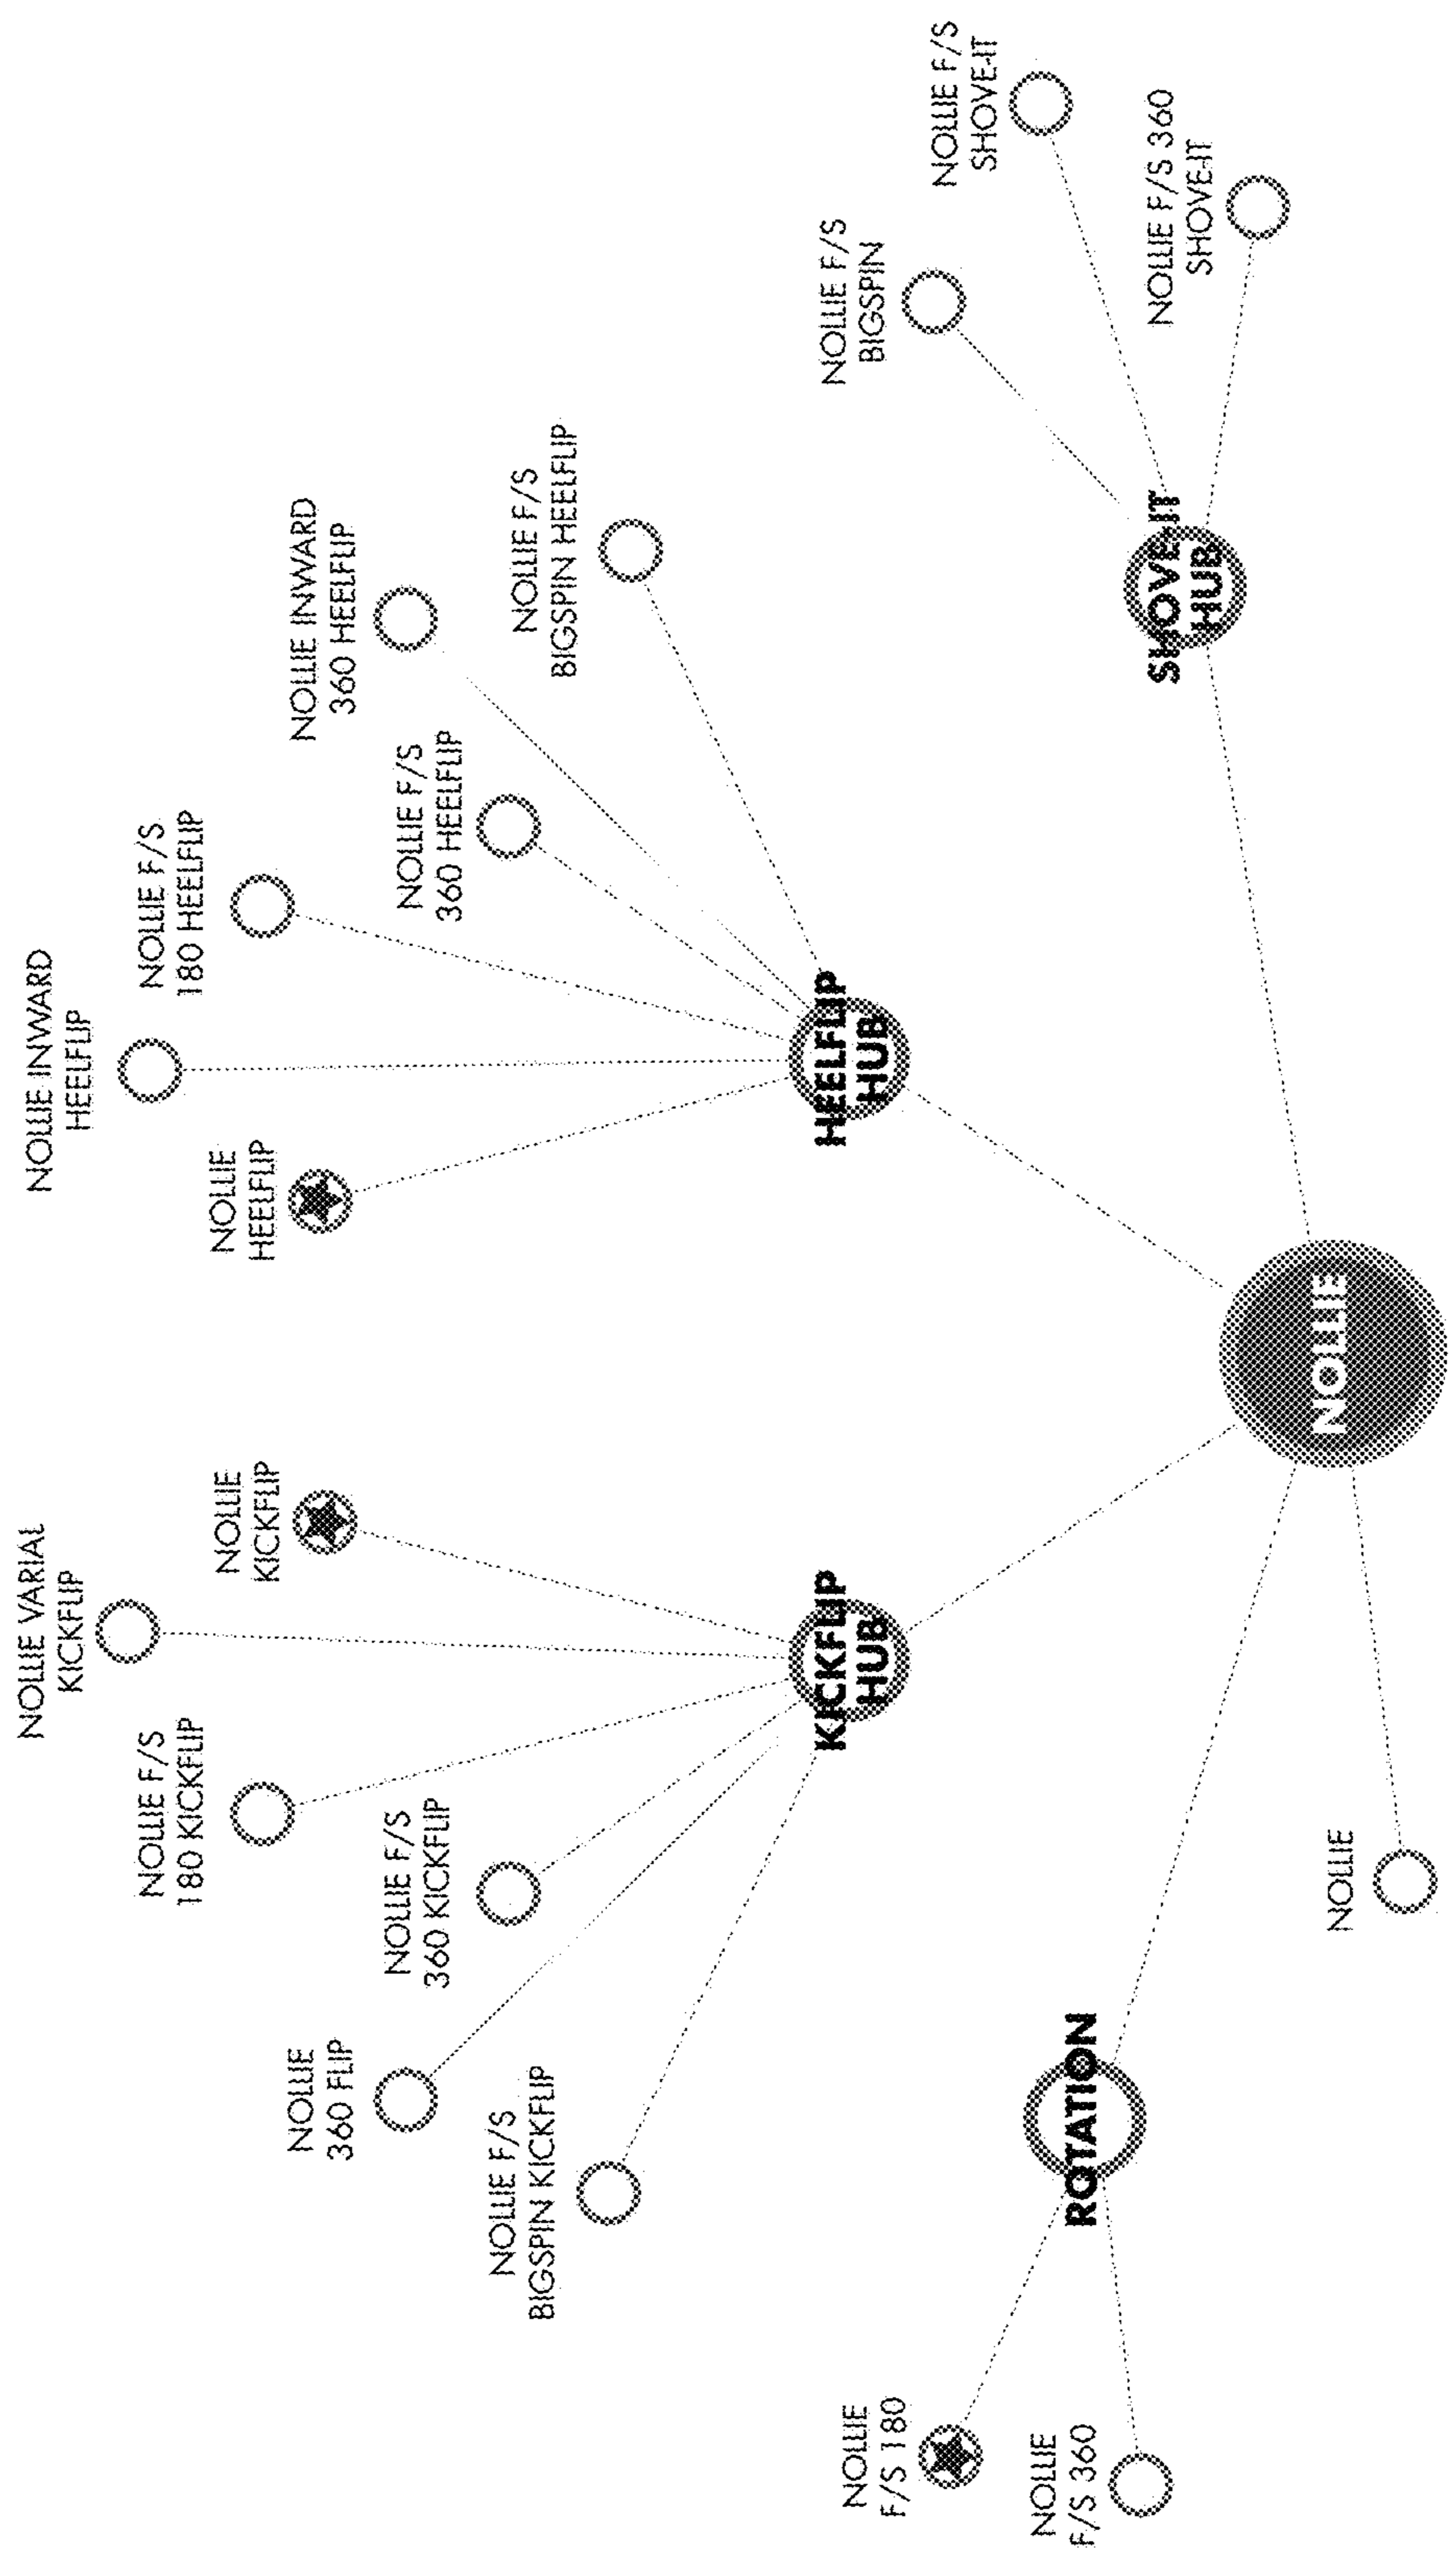 NOLLIE
F/S 180
NOLLIE
F/S 360
ROTATION
NOLLIE
NOLLIE F/S
BIGSPIN KICKFLIP
NOLLIE
360 FLIP
NOLLIE F/S
360 KICKFLIP
NOLLIE F/S
180 KICKFLIP
NOLLIE VARIAL
KICKFLIP
NOLLIE
KICKFLIP
KICKFLIP
HUB
NOLLIE
NOLLIE
HEELFLIP
NOLLIE INWARD
HEELFLIP
NOLLIE F/S
180 HEELFLIP
NOLLIE F/S
360 HEELFLIP
NOLLIE INWARD
360 HEELFLIP
NOLLIE F/S
BIGSPIN HEELFLIP
HEELFLIP
HUB
SHOVE-IT
HUB
NOLLIE F/S
BIGSPIN
NOLLIE F/S
SHOVE-IT
NOLLIE F/S 360
SHOVE-IT